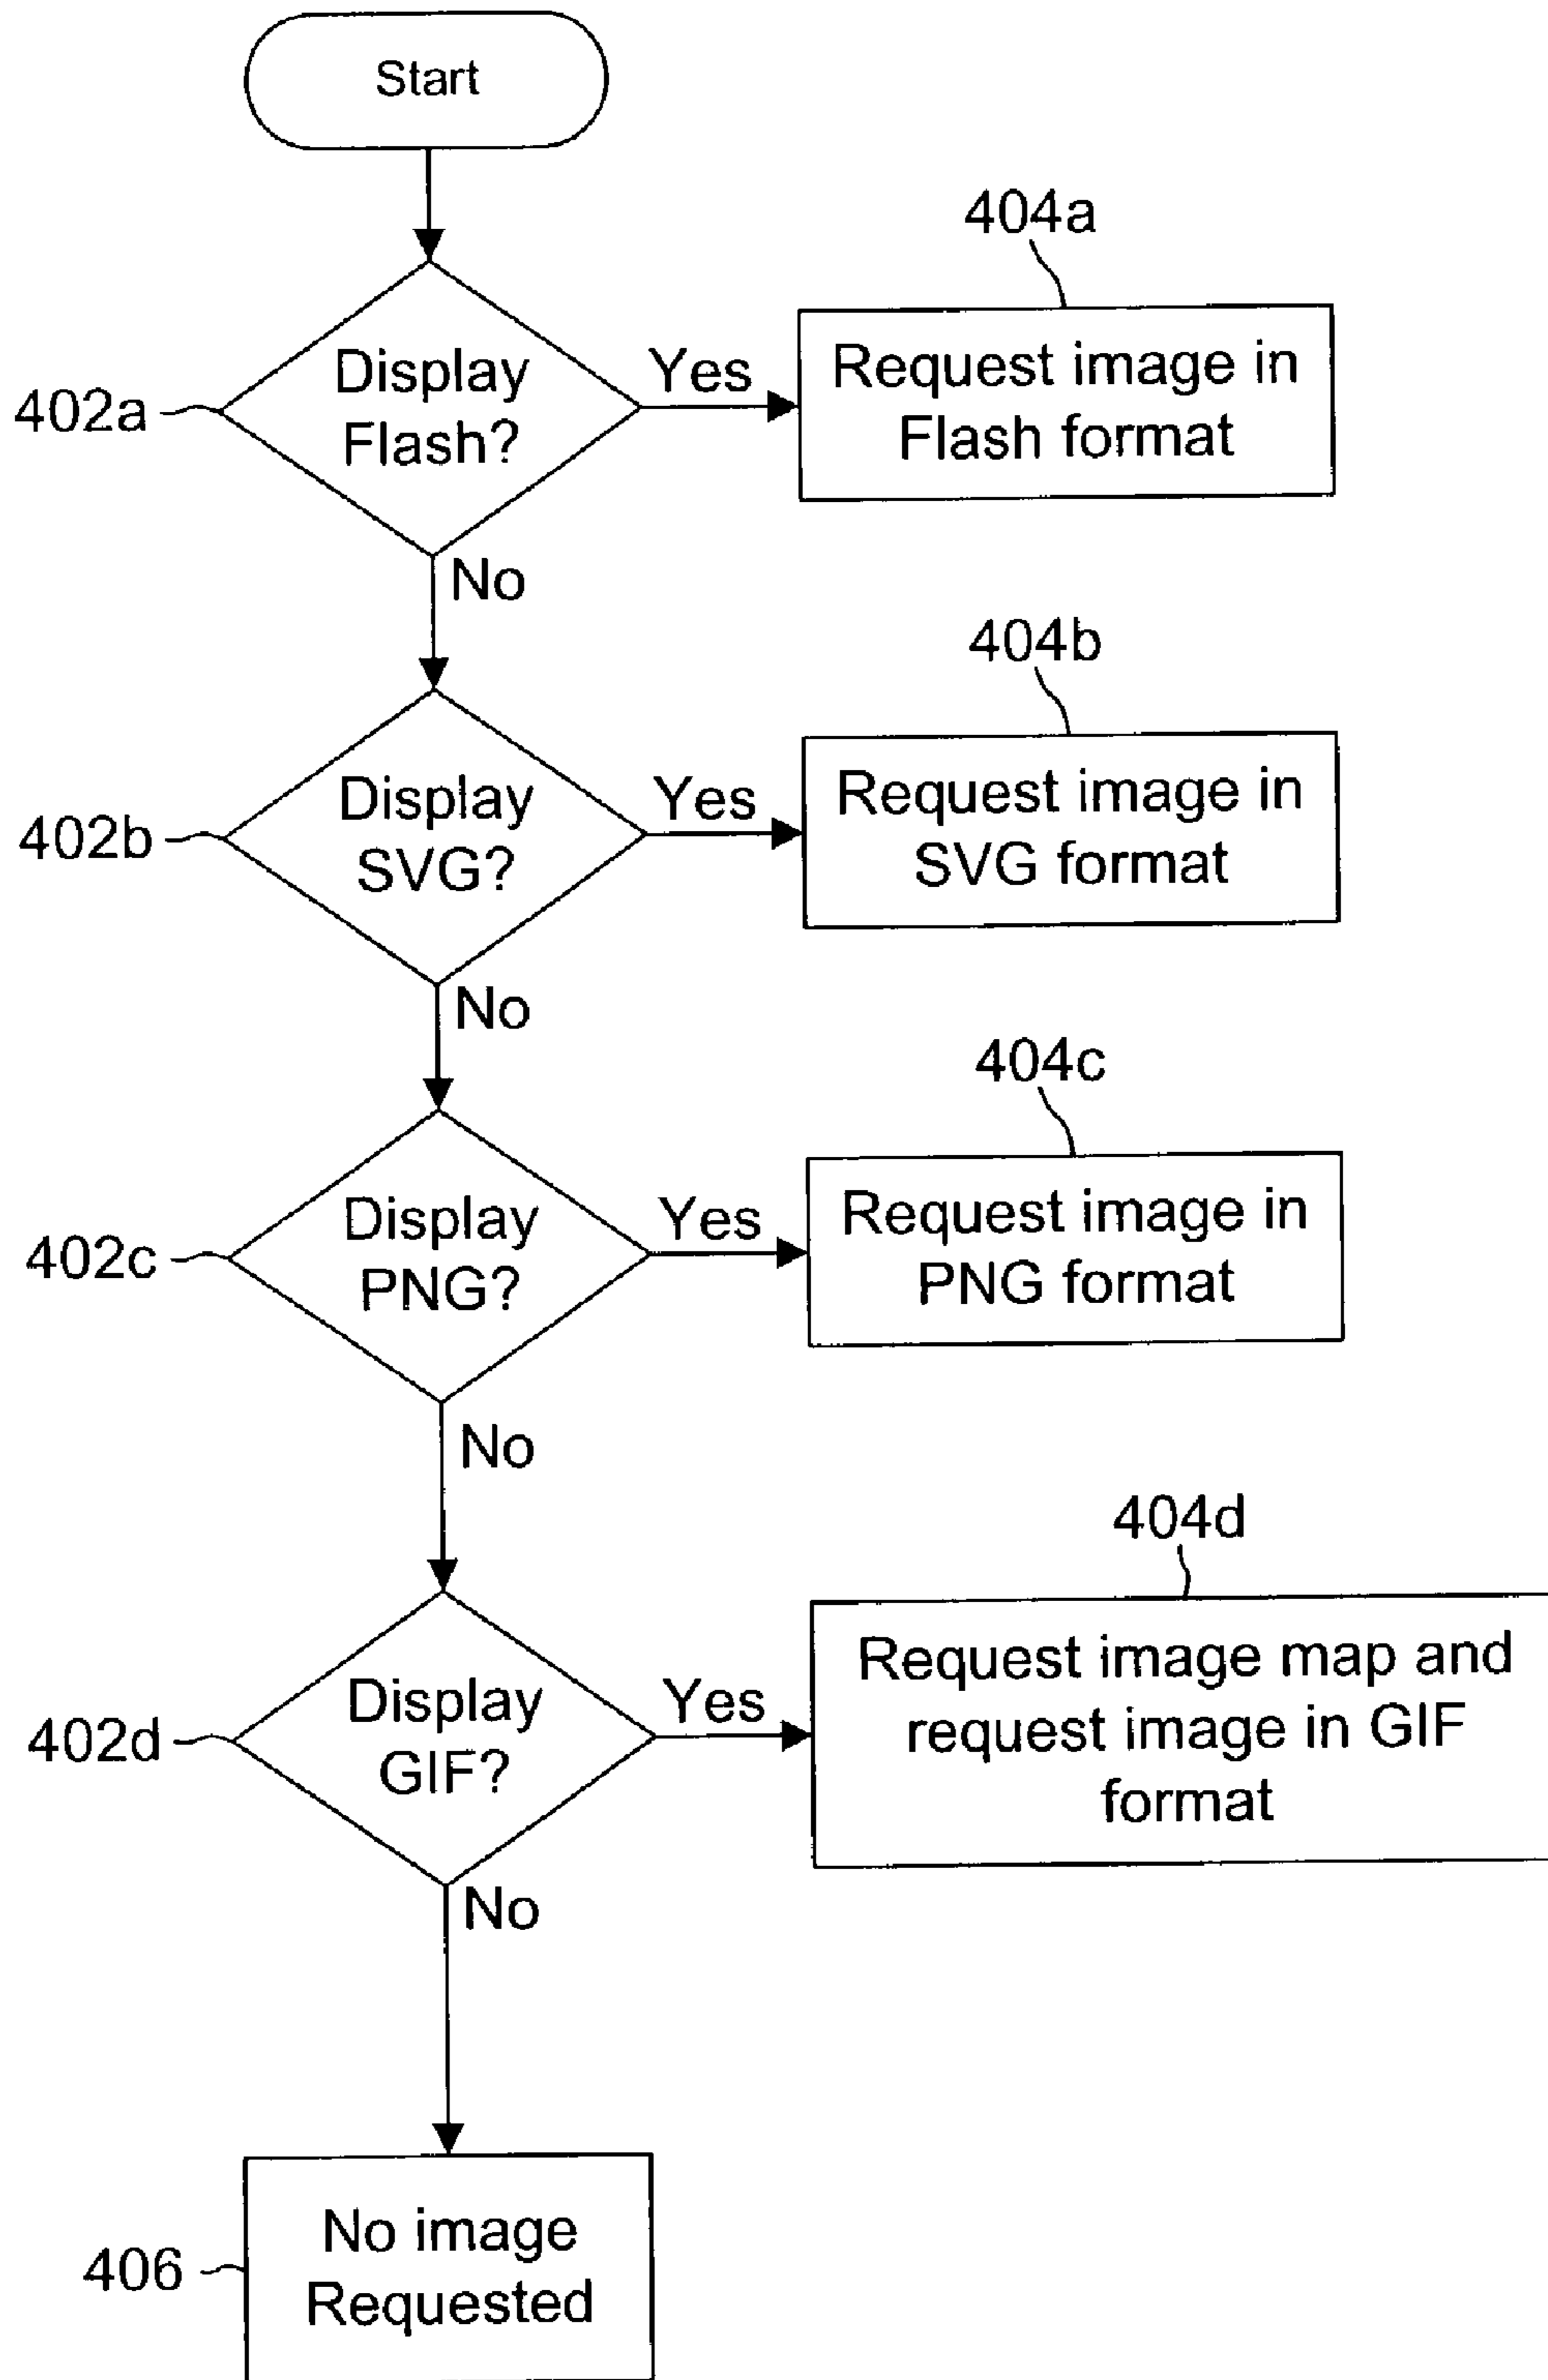 Start
404a
Display
Flash?
Yes
Request image in
Flash format
402a
No
404b
Display
SVG?
Yes
Request image in
SVG format
402b
No
404c
Display
PNG?
Yes
Request image in
PNG format
402c
No
404d
Display
GIF?
Yes
Request image map and
request image in GIF
format
402d
No
406
No image
Requested